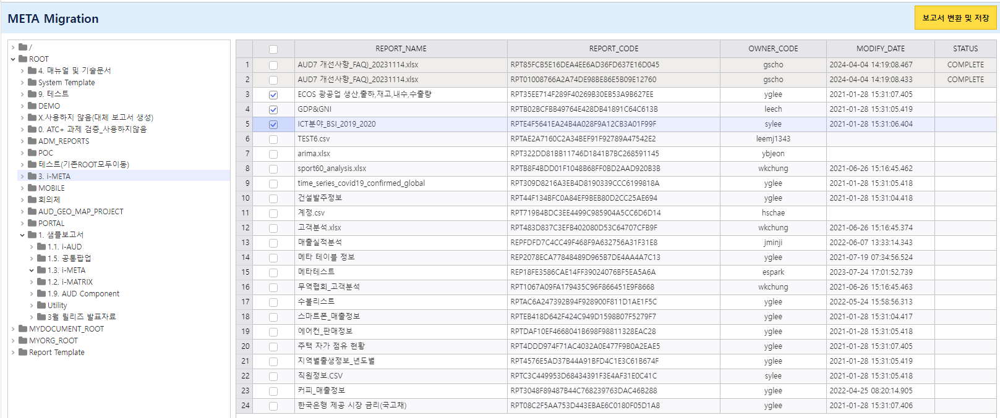 META Migration
보고서 변환 및 저장
/
ROOT
4. 매뉴얼 및 기술문서
System Template
9. 테스트
DEMO
X.사용하지 않음(대체 보고서 생성)
0. ATC+ 과제 검증_사용하지않음
ADM_REPORTS
POC
테스트(기존ROOT모두이동)
3. i-META
MOBILE
회의체
AUD_GEO_MAP_PROJECT
PORTAL
1. 샘플보고서
1.1. i-AUD
1.5. 공통팝업
1.3. i-META
1.2. i-MATRIX
1.9. AUD Component
Utility
3월 릴리즈 발표자료
MYDOCUMENT_ROOT
MYORG_ROOT
Report Template
REPORT_NAME REPORT_CODE OWNER_CODE MODIFY_DATE STATUS
1 AUD7 개선사항_FAQ)_20231114.xlsx RPT85FCB5E16DEA4EE6AD36FD637E16D045 gscho 2024-04-04 14:19:08.467 COMPLETE
2 AUD7 개선사항_FAQ)_20231114.xlsx RPT01008766A2A74DE98BE86E5B09E12760 gscho 2024-04-04 14:19:08.433 COMPLETE
3 ECOS 광공업 생산,출하,재고,내수,수출량 RPT35EE714F289F40269B30EB53A9B627EE yglee 2021-01-28 15:31:07.405
4 GDP&GNI RPTB02BCFBB49764E428DB41891C64C613B leech 2021-01-28 15:31:05.419
5 ICT분야_BSI_2019_2020 RPTE4F5641EA24B4A028F9A12CB3A01F99F sylee 2021-01-28 15:31:06.404
6 TEST6.csv RPTAE2A7160C2A34BEF91F92789A47542E2 leemj1343
7 arima.xlsx RPT322DD81BB11746D1841B7BC268591145 ybjeon
8 sport60_analysis.xlsx RPTB8F4BDD01F1048B68FF0BD2AAD920B3B wkchung 2021-06-26 15:16:45.462
9 time_series_covid19_confirmed_global RPT309D8216A3EB4D8190339CCC6199818A yglee 2021-01-28 15:31:05.418
10 건설발주정보 RPT44F134BFC0A84EF9BEB80D2CC25AE694 yglee 2021-01-28 15:31:04.418
11 계정.csv RPT719B4BDC3EE4499C985904A5CC6D6D14 hschae
12 고객분석.xlsx RPT483D837C3EFB402080D53C64707CFB9F wkchung 2021-06-26 15:16:45.374
13 매출실적분석 REPFDFD7C4CC49F468F9A632756A31F31E8 jminji 2022-06-07 13:33:14.343
14 메타 테이블 정보 REP2078ECA77848489D965B7DE4AA4A7C13 yglee 2021-07-19 07:34:56.524
15 메타테스트 REP18FE3586CAE14FF39024076BF5EA5A6A espark 2023-07-24 17:01:52.739
16 무역협회_고객분석 RPT1067A09FA179435C96F866451E9F8668 wkchung 2021-06-26 15:16:45.463
17 수불리스트 RPTAC6A247392B94F928900F811D1AE1F5C yglee 2022-05-24 15:58:56.313
18 스마트폰_매출정보 RPTEB418D642F424C949D1598B07F5279F7 yglee 2021-01-28 15:31:04.417
19 에어컨_판매정보 RPTDAF10EF4668041B698F98811328EAC28 yglee 2021-01-28 15:31:05.418
20 주택 자가 점유 현황 RPT4DDD974F71AC4032A0E477F9B0A2EAE5 yglee 2021-01-28 15:31:07.405
21 지역별출생정보_년도별 RPT4576E5AD37B44A91BFD4C1E3C61B674F yglee 2021-01-28 15:31:05.419
22 직원정보.CSV RPTC3C449953D68434391F3E4AF31E0C41C sylee 2021-01-28 15:31:05.418
23 커피_매출정보 RPT3048F89487B44C768239763DAC46B288 yglee 2022-04-25 08:20:14.905
24 한국은행 제공 시장 금리(국고채) RPT08C2F5AA753D443EBAE6C0180F05D1A8 yglee 2021-01-28 15:31:07.406